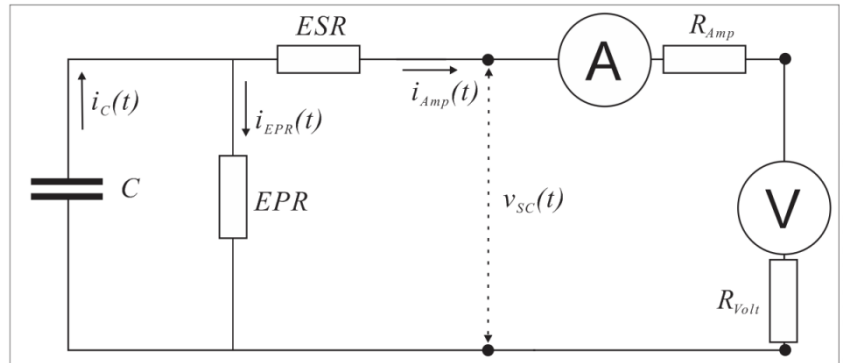 ESR
R_Amp
A
i_C(t)
i_Amp(t)
i_EPR(t)
C
EPR
v_SC(t)
V
R_Volt